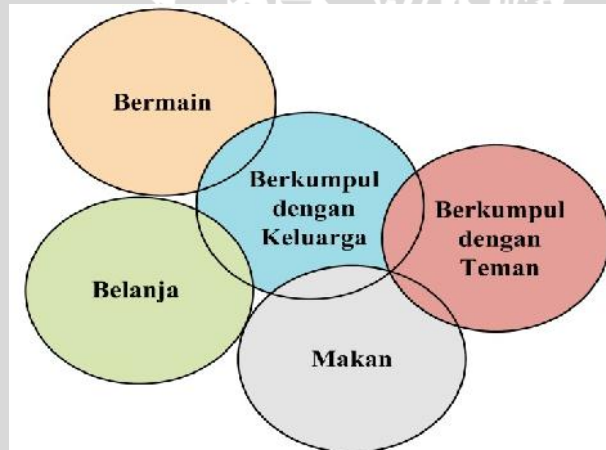 Bermain
Berkumpul
dengan
Keluarga
Berkumpul
dengan
Teman
Belanja
Makan